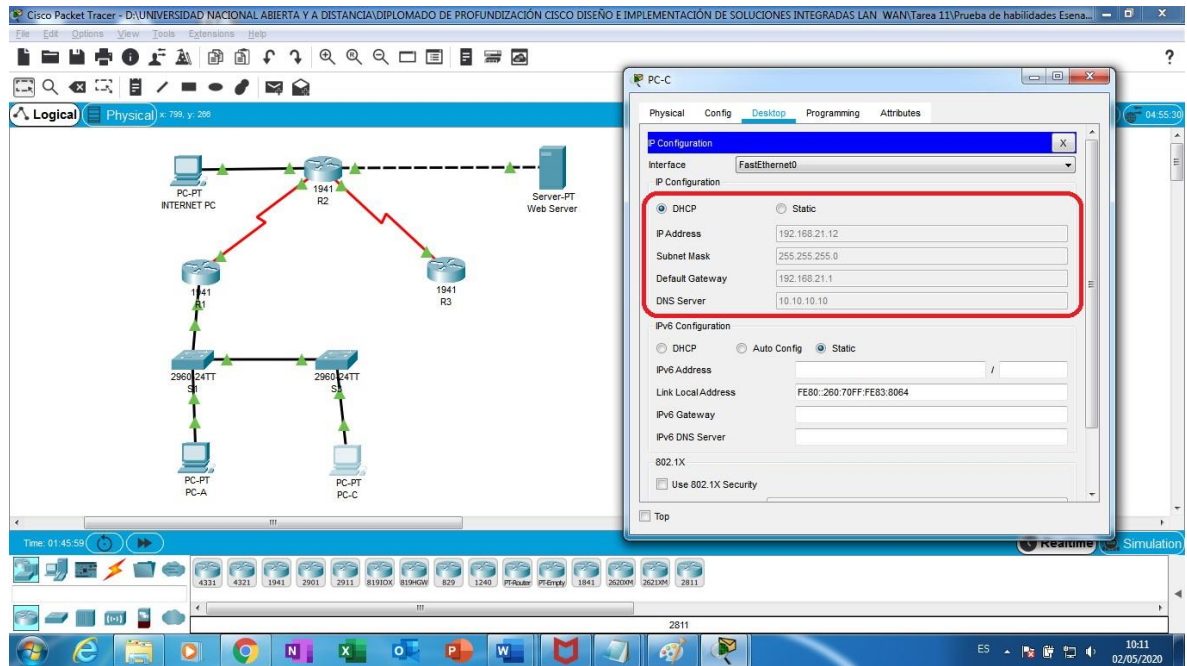 Cisco Packet Tracer - D:\UNIVERSIDAD NACIONAL ABIERTA Y A DISTANCIA\DIPLOMADO DE PROFUNDIZACIÓN CISCO DISEÑO E IMPLEMENTACIÓN DE SOLUCIONES INTEGRADAS LAN WAN\Tarea 11\Prueba de habilidades Esena...
File Edit Options View Tools Extensions Help
Logical Physical x: 799, y: 266
04:55:30
PC-PT
INTERNET PC
1941
R2
Server-PT
Web Server
1941
R1
1941
R3
2960-24TT
S1
2960-24TT
PC-PT
PC-A
PC-PT
PC-C
PC-C
Physical Config Desktop Programming Attributes
IP Configuration X
Interface FastEthernet0
IP Configuration
DHCP Static
IP Address 192.168.21.12
Subnet Mask 255.255.255.0
Default Gateway 192.168.21.1
DNS Server 10.10.10.10
IPv6 Configuration
DHCP Auto Config Static
IPv6 Address /
Link Local Address FE80::260:70FF:FE83:8064
IPv6 Gateway
IPv6 DNS Server
802.1X
Use 802.1X Security
Top
Time: 01:45:59
Realtime Simulation
4331 4321 1941 2901 2911 819IOX 819HGW 829 1240 PT-Router PT-Empty 1841 2620XM 2621XM 2811
2811
ES 10:11
02/05/2020